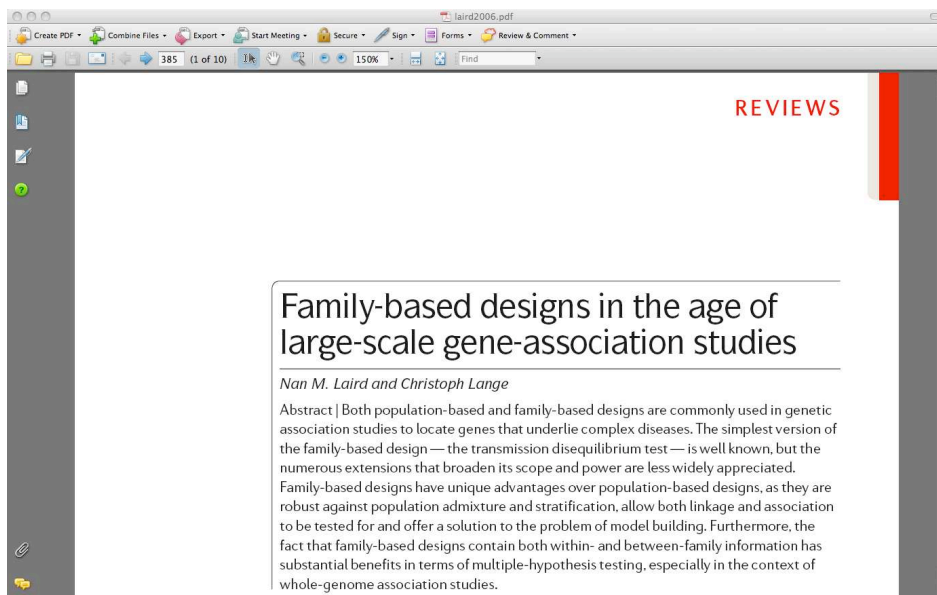 laird2006.pdf
Create PDF Combine Files Export Start Meeting Secure Sign Forms Review & Comment
385 (1 of 10) 150% Find
REVIEWS
Family-based designs in the age of
large-scale gene-association studies
Nan M. Laird and Christoph Lange
Abstract | Both population-based and family-based designs are commonly used in genetic
association studies to locate genes that underlie complex diseases. The simplest version of
the family-based design — the transmission disequilibrium test — is well known, but the
numerous extensions that broaden its scope and power are less widely appreciated.
Family-based designs have unique advantages over population-based designs, as they are
robust against population admixture and stratification, allow both linkage and association
to be tested for and offer a solution to the problem of model building. Furthermore, the
fact that family-based designs contain both within- and between-family information has
substantial benefits in terms of multiple-hypothesis testing, especially in the context of
whole-genome association studies.